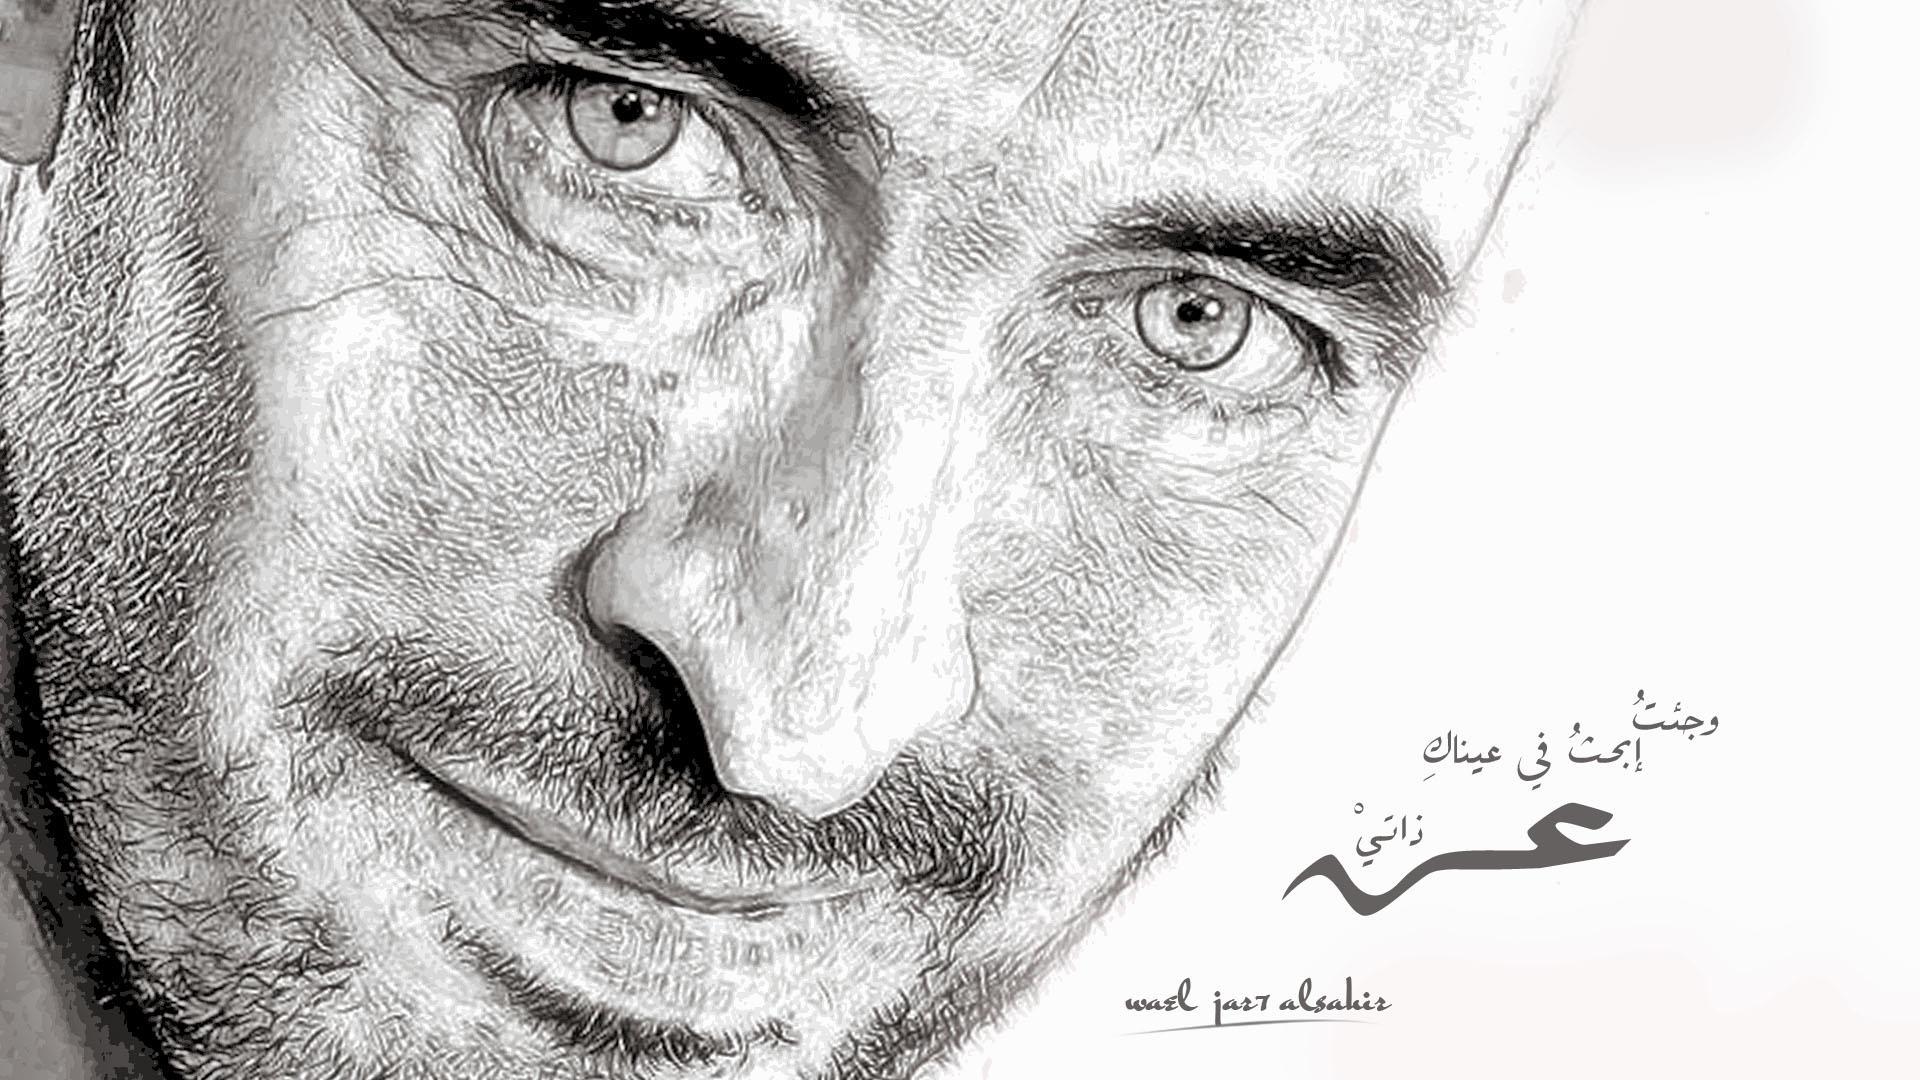 وجئتُ
إبحثُ في عيناكِ
عن
ذاتيْ
wael jar7 alsahir